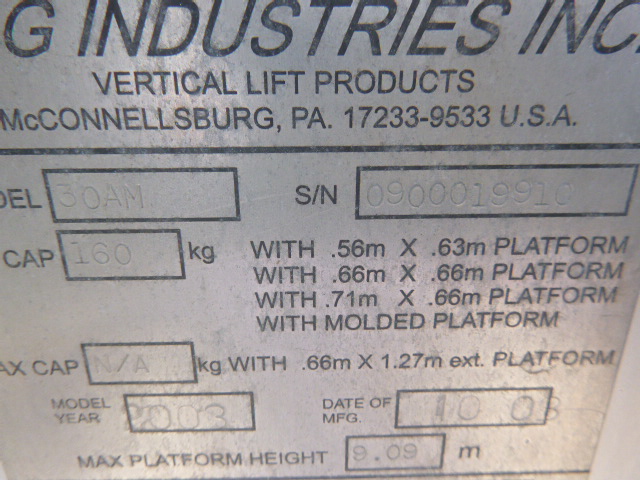 G INDUSTRIES INC.
VERTICAL LIFT PRODUCTS
McCONNELLSBURG, PA. 17233-9533 U.S.A.
DEL 30AM S/N 0900019910
CAP 160 kg WITH .56m X .63m PLATFORM
WITH .66m X .66m PLATFORM
WITH .71m X .66m PLATFORM
WITH MOLDED PLATFORM
AX CAP N/A kg WITH .66m X 1.27m ext. PLATFORM
MODEL YEAR 2003 DATE OF MFG. 10 03
MAX PLATFORM HEIGHT 9.09 m